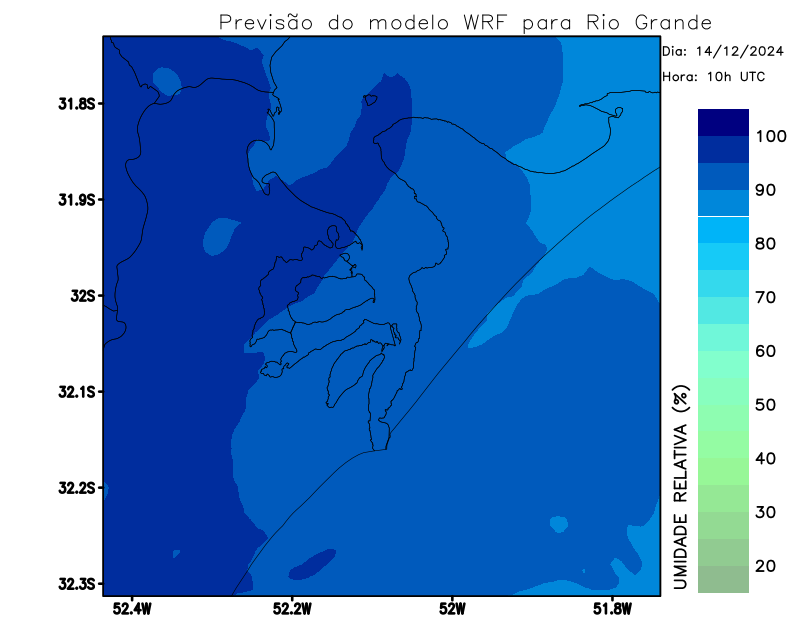 Previsão do modelo WRF para Rio Grande
Dia: 14/12/2024
Hora: 10h UTC
31.8S
31.9S
32S
32.1S
32.2S
32.3S
52.4W
52.2W
52W
51.8W
100
90
80
70
60
50
40
30
20
UMIDADE RELATIVA (%)